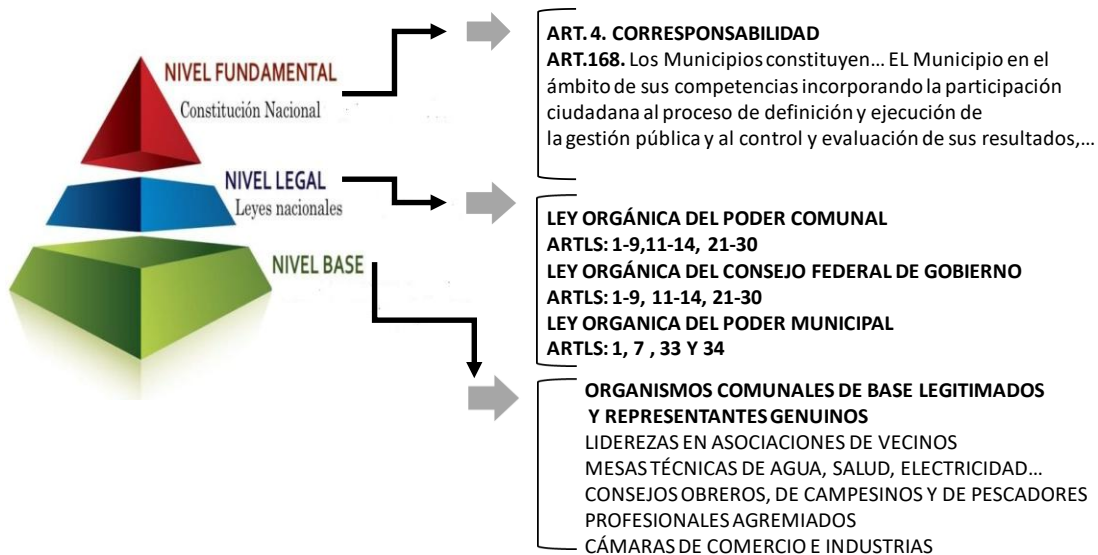 NIVEL FUNDAMENTAL
Constitución Nacional
NIVEL LEGAL
Leyes nacionales
NIVEL BASE
ART. 4. CORRESPONSABILIDAD
ART.168. Los Municipios constituyen... EL Municipio en el
ámbito de sus competencias incorporando la participación
ciudadana al proceso de definición y ejecución de
la gestión pública y al control y evaluación de sus resultados,...
LEY ORGÁNICA DEL PODER COMUNAL
ARTLS: 1-9,11-14, 21-30
LEY ORGÁNICA DEL CONSEJO FEDERAL DE GOBIERNO
ARTLS: 1-9, 11-14, 21-30
LEY ORGANICA DEL PODER MUNICIPAL
ARTLS: 1, 7 , 33 Y 34
ORGANISMOS COMUNALES DE BASE LEGITIMADOS
Y REPRESENTANTES GENUINOS
LIDEREZAS EN ASOCIACIONES DE VECINOS
MESAS TÉCNICAS DE AGUA, SALUD, ELECTRICIDAD...
CONSEJOS OBREROS, DE CAMPESINOS Y DE PESCADORES
PROFESIONALES AGREMIADOS
CÁMARAS DE COMERCIO E INDUSTRIAS